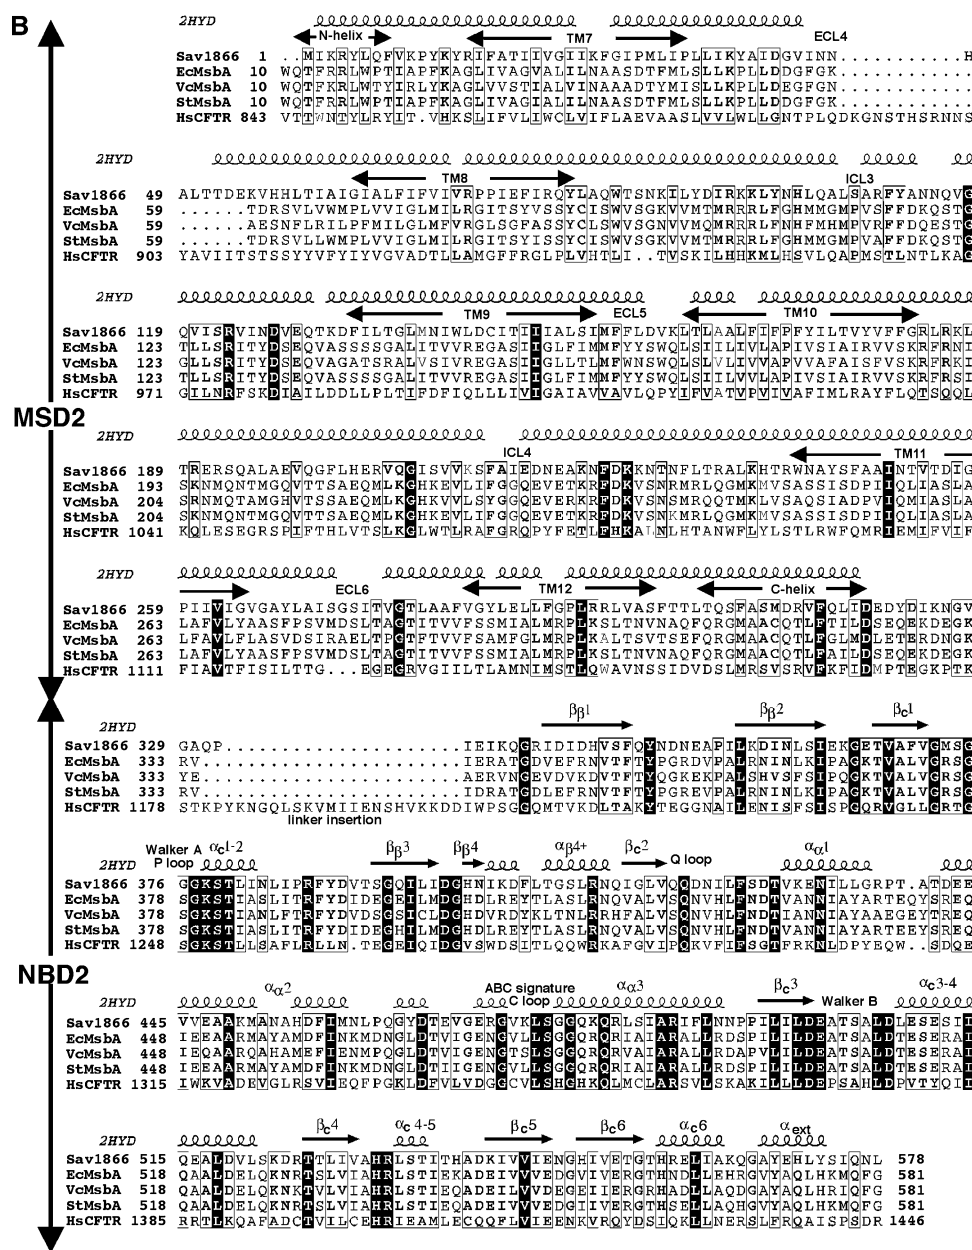 B
2HYD
N-helix TM7 ECL4
Sav1866 1 ..MIKRYLQFVKPYKYRIFATIIVGIIKFGIPMLIPLLIKYAIDGVINN...........H
EcMsbA 10 WQTFRRLWPTIAPFKAGLIVAGVALILNAASDTFMLSLLKPLLDDGFGK............
VcMsbA 10 WQTFKRLWTYIRLYKAGLVVSTIALVINAAADTYMISLLKPLLDEGFGN............
StMsbA 10 WQTFRRLWPTIAPFKAGLIVAGIALILNAASDTFMLSLLKPLLDDGFGK............
HsCFTR 843 VTTWNTYLRYIT.VHKSLIFVLIWCLVIFLAEVAASLVVLWLLGNTPLQDKGNSTHSRNNS
2HYD
TM8 ICL3
Sav1866 49 ALTTDEKVHHLTIAIGIALFIFVIVRPPIEFIRQYLAQWTSNKILYDIRKKLYNHLQALSARFYANNQVG
EcMsbA 59 ......TDRSVLVWMPLVVIGLMILRGITSYVSSYCISWVSGKVVMTMRRRLFGHMMGMPVSFFDKQSTG
VcMsbA 59 ......AESNFLRILPFMILGLMFVRGLSGFASSYCLSWVSGNVVMQMRRRLFNHFMHMPVRFFDQESTG
StMsbA 59 ......TDRSVLLWMPLVVIGLMILRGITSYISSYCISWVSGKVVMTMRRRLFGHMMGMPVAFFDKQSTG
HsCFTR 903 YAVIITSTSSYYVFYIYVGVADTLLAMGFFRGLPLVHTLI..TVSKILHHKMLHSVLQAPMSTLNTLKAG
2HYD
TM9 ECL5 TM10
Sav1866 119 QVISRVINDVEQTKDFILTGLMNIWLDCITIIIALSIMFFLDVKLTLAALFIFPFYILTVYVFFGRLRKL
EcMsbA 123 TLLSRITYDSEQVASSSSGALITVVREGASIIGLFIMMFYYSWQLSIILIVLAPIVSIAIRVVSKRFRNI
VcMsbA 123 GLLSRITYDSEQVAGATSRALVSIVREGASIIGLLTLMFWNSWQLSLVLIVVAPVVAFAISFVSKRFRKI
StMsbA 123 TLLSRITYDSEQVASSSSGALITVVREGASIIGLFIMMFYYSWQLSIILVVLAPIVSIAIRVVSKRFRSI
HsCFTR 971 GILNRFSKDIAILDDLLPLTIFDFIQLLLIVIGAIAVVAVLQPYIFVATVPVIVAFIMLRAYFLQTSQQL
MSD2
2HYD
ICL4 TM11
Sav1866 189 TRERSQALAEVQGFLHERVQGISVVKSFAIEDNEAKNFDKKNTNFLTRALKHTRWNAYSFAAINTVTDIG
EcMsbA 193 SKNMQNTMGQVTTSAEQMLKGHKEVLIFGGQEVETKRFDKVSNRMRLQGMKMVSASSISDPIIQLIASLA
VcMsbA 204 SRNMQTAMGHVTSSAEQMLKGHKVVLSYGGQEVERKRFDKVSNSMRQQTMKLVSAQSIADPVIQMIASLA
StMsbA 204 SKNMQNTMGQVTTSAEQMLKGHKEVLIFGGQEVETKRFDKVSNKMRLQGMKMVSASSISDPIIQLIASLA
HsCFTR 1041 KQLESEGRSPIFTHLVTSLKGLWTLRAFGRQPYFETLFHKALNLHTANWFLYLSTLRWFQMRIEMIFVIF
2HYD
ECL6 TM12 C-helix
Sav1866 259 PIIVIGVGAYLAISGSITVGTLAAFVGYLELLFGPLRRLVASFTTLTQSFASMDRVFQLIDEDYDIKNGV
EcMsbA 263 LAFVLYAASFPSVMDSLTAGTITVVFSSMIALMRPLKSLTNVNAQFQRGMAACQTLFTILDSEQEKDEGK
VcMsbA 263 LFAVLFLASVDSIRAELTPGTFTVVFSAMFGLMRPLKALTSVTSEFQRGMAACQTLFGLMDLETERDNGK
StMsbA 263 LAFVLYAASFPSVMDSLTAGTITVVFSSMIALMRPLKSLTNVNAQFQRGMAACQTLFAILDSEQEKDEGK
HsCFTR 1111 FIAVTFISILTTG...EGEGRVGIILTLAMNIMSTLQWAVNSSIDVDSLMRSVSRVFKFIDMPTEGKPTK
2HYD
ββ1 ββ2 βc1
Sav1866 329 GAQP....................IEIKQGRIDIDHVSFQYNDNEAPILKDINLSIEKGETVAFVGMSG
EcMsbA 333 RV......................IERATGDVEFRNVTFTYPGRDVPALRNINLKIPAGKTVALVGRSG
VcMsbA 333 YE......................AERVNGEVDVKDVTFTYQGKEKPALSHVSFSIPQGKTVALVGRSG
StMsbA 333 RV......................IDRATGDLEFRNVTFTYPGREVPALRNINLKIPAGKTVALVGRSG
HsCFTR 1178 STKPYKNGQLSKVMIIENSHVKKDDIWPSGGQMTVKDLTAKYTEGGNAILENISFSISPGQRVGLLGRTG
linker insertion
Walker A αc1-2 ββ3 ββ4 αβ4+ βc2 Q loop αα1
2HYD P loop
Sav1866 376 GGKSTLINLIPRFYDVTSGQILIDGHNIKDFLTGSLRNQIGLVQQDNILFSDTVKENILLGRPT.ATDEE
EcMsbA 378 SGKSTIASLITRFYDIDEGEILMDGHDLREYTLASLRNQVALVSQNVHLFNDTVANNIAYARTEQYSREQ
VcMsbA 378 SGKSTIANLFTRFYDVDSGSICLDGHDVRDYKLTNLRRHFALVSQNVHLFNDTIANNIAYAAEGEYTREQ
StMsbA 378 SGKSTIASLITRFYDIDEGHILMDGHDLREYTLASLRNQVALVSQNVHLFNDTVANNIAYARTEEYSREQ
HsCFTR 1248 SGKSTLLSAFLRLLNT.EGEIQIDGVSWDSITLQQWRKAFGVIPQKVFIFSGTFRKNLDPYEQW..SDQE
NBD2
2HYD αα2 ABC signature C loop αα3 βc3 Walker B αc3-4
Sav1866 445 VVEAAKMANAHDFIMNLPQGYDTEVGERGVKLSGGQKQRLSIARIFLNNPPILILDEATSALDLESESII
EcMsbA 448 IEEAARMAYAMDFINKMDNGLDTVIGENGVLLSGGQRQRIAIARALLRDSPILILDEATSALDTESERAI
VcMsbA 448 IEQAARQAHAMEFIENMPQGLDTVIGENGTSLSGGQRQRVAIARALLRDAPVLILDEATSALDTESERAI
StMsbA 448 IEEAARMAYAMDFINKMDNGLDTIIGENGVLLSGGQRQRIAIARALLRDSPILILDEATSALDTESERAI
HsCFTR 1315 IWKVADEVGLRSVIEQFPGKLDFVLVDGGCVLSHGHKQLMCLARSVLSKAKILLLDEPSAHLDPVTYQII
2HYD βc4 αc4-5 βc5 βc6 αc6 αext
Sav1866 515 QEALDVLSKDRTTLIVAHRLSTITHADKIVVIENGHIVETGTHRELIAKQGAYEHLYSIQNL 578
EcMsbA 518 QAALDELQKNRTSLVIAHRLSTIEKADEIVVVEDGVIVERGTHNDLLEHRGVYAQLHKMQFG 581
VcMsbA 518 QAALDELQKNKTVLVIAHRLSTIEQADEILVVDEGEIIERGRHADLLAQDGAYAQLHRIQFG 581
StMsbA 518 QAALDELQKNRTSLVIAHRLSTIEQADEIVVVEDGIIVERGTHSELLAQHGVYAQLHKMQFG 581
HsCFTR 1385 RRTLKQAFADCTVILCEHRIEAMLECQQFLVIEENKVRQYDSIQKLLNERSLFRQAISPSDR 1446